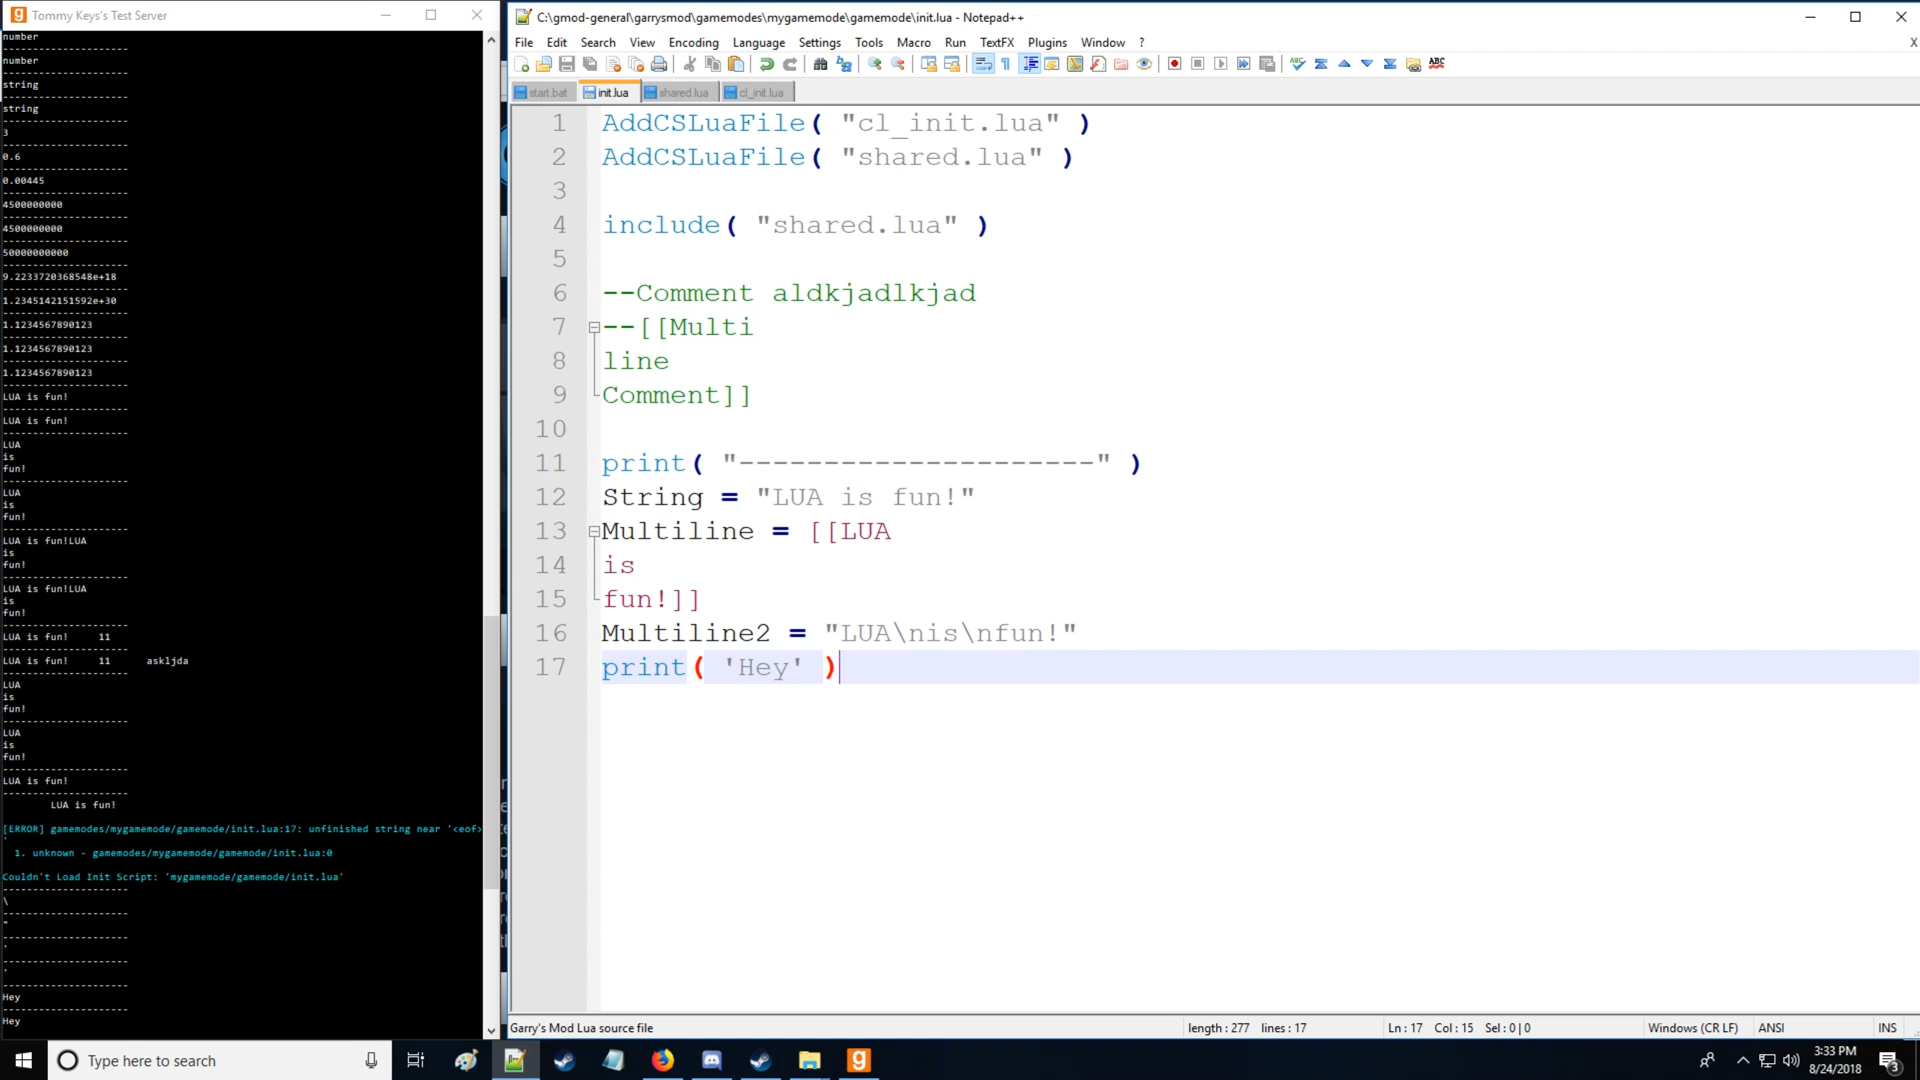 Tommy Keys's Test Server
number
---------------------
number
---------------------
string
---------------------
string
---------------------
3
---------------------
0.6
---------------------
0.00445
---------------------
4500000000
---------------------
4500000000
---------------------
50000000000
---------------------
9.2233720368548e+18
---------------------
1.2345142151592e+30
---------------------
1.1234567890123
---------------------
1.1234567890123
---------------------
1.1234567890123
---------------------
LUA is fun!
---------------------
LUA is fun!
---------------------
LUA
is
fun!
---------------------
LUA
is
fun!
---------------------
LUA is fun!LUA
is
fun!
---------------------
LUA is fun!LUA
is
fun!
---------------------
LUA is fun!     11
---------------------
LUA is fun!     11      askljda
---------------------
LUA
is
fun!
---------------------
LUA
is
fun!
---------------------
LUA is fun!
---------------------
        LUA is fun!
[ERROR] gamemodes/mygamemode/gamemode/init.lua:17: unfinished string near '<eof>
'
  1. unknown - gamemodes/mygamemode/gamemode/init.lua:0
Couldn't Load Init Script: 'mygamemode/gamemode/init.lua'
---------------------
\
---------------------
"
---------------------
'
---------------------
'
---------------------
Hey
---------------------
Hey
C:\gmod-general\garrysmod\gamemodes\mygamemode\gamemode\init.lua - Notepad++
File Edit Search View Encoding Language Settings Tools Macro Run TextFX Plugins Window ? X
start.bat init.lua shared.lua cl_init.lua
1 AddCSLuaFile( "cl_init.lua" )
2 AddCSLuaFile( "shared.lua" )
3
4 include( "shared.lua" )
5
6 --Comment aldkjadlkjad
7 --[[Multi
8 line
9 Comment]]
10
11 print( "---------------------" )
12 String = "LUA is fun!"
13 Multiline = [[LUA
14 is
15 fun!]]
16 Multiline2 = "LUA\nis\nfun!"
17 print( 'Hey' )
Garry's Mod Lua source file length : 277 lines : 17 Ln : 17 Col : 15 Sel : 0 | 0 Windows (CR LF) ANSI INS
Type here to search
3:33 PM
8/24/2018
3